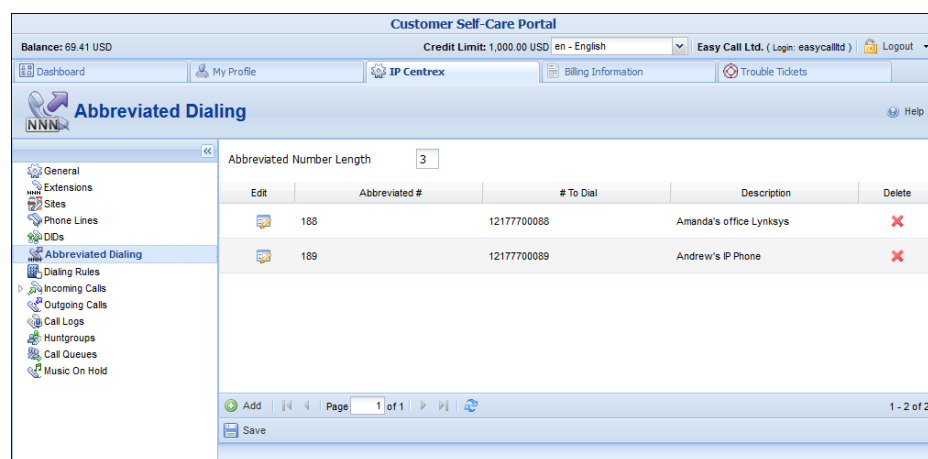 Customer Self-Care Portal
Balance: 69.41 USD Credit Limit: 1,000.00 USD en - English Easy Call Ltd. ( Login: easycallltd ) Logout
Dashboard My Profile IP Centrex Billing Information Trouble Tickets
NNN Abbreviated Dialing Help
General
Extensions
Sites
Phone Lines
DIDs
Abbreviated Dialing
Dialing Rules
Incoming Calls
Outgoing Calls
Call Logs
Huntgroups
Call Queues
Music On Hold
Abbreviated Number Length 3
Edit Abbreviated # # To Dial Description Delete
188 12177700088 Amanda's office Lynksys
189 12177700089 Andrew's IP Phone
Add Page 1 of 1 1 - 2 of 2
Save